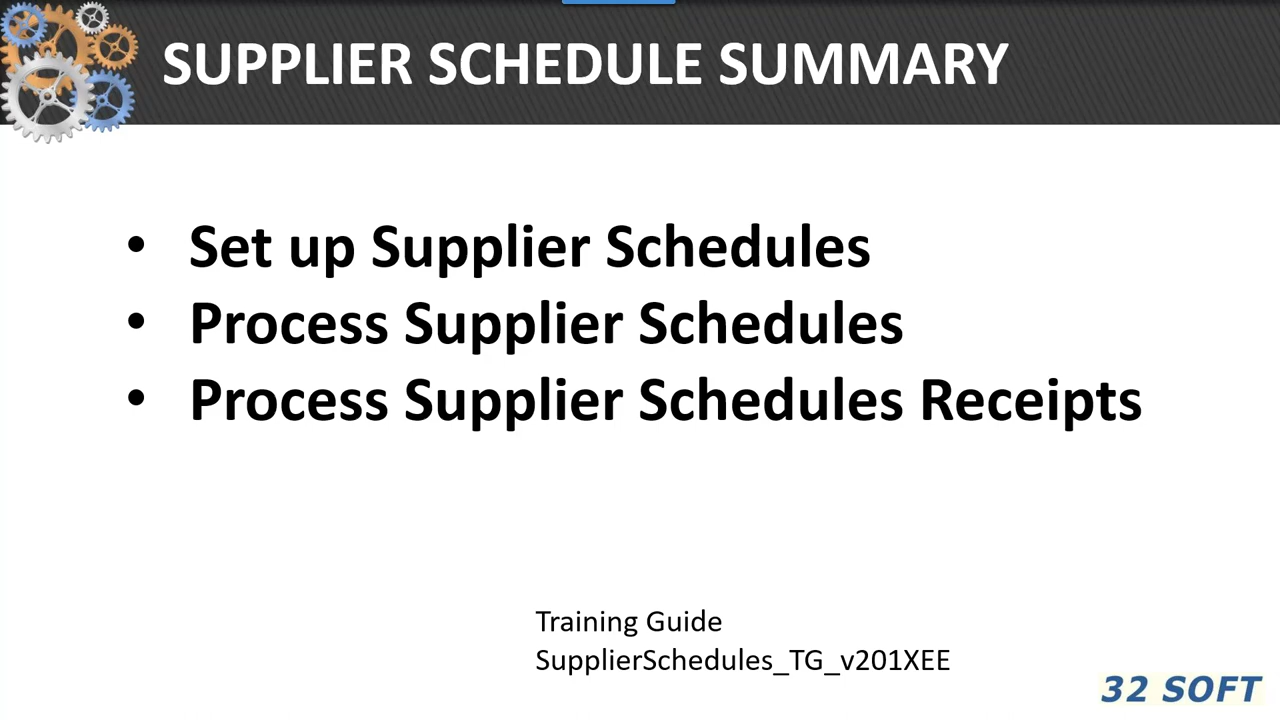 SUPPLIER SCHEDULE SUMMARY
• Set up Supplier Schedules
• Process Supplier Schedules
• Process Supplier Schedules Receipts
Training Guide
SupplierSchedules_TG_v201XEE
32 SOFT